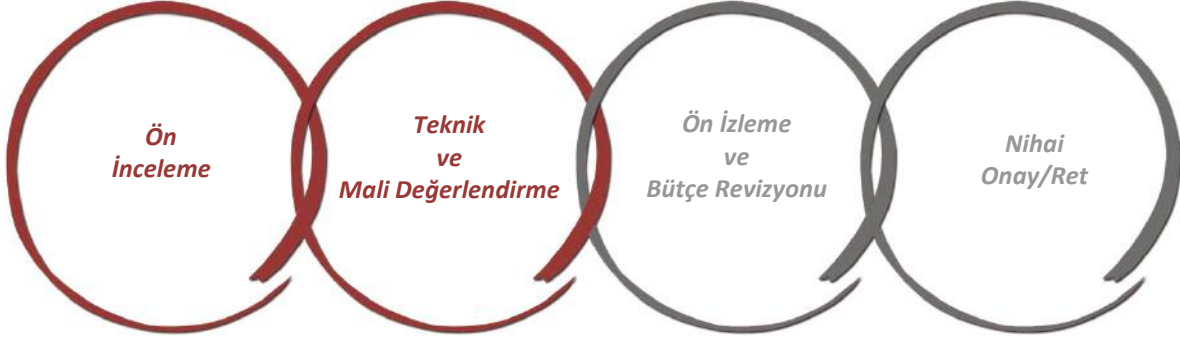 Ön
İnceleme
Teknik
ve
Mali Değerlendirme
Ön İzleme
ve
Bütçe Revizyonu
Nihai
Onay/Ret